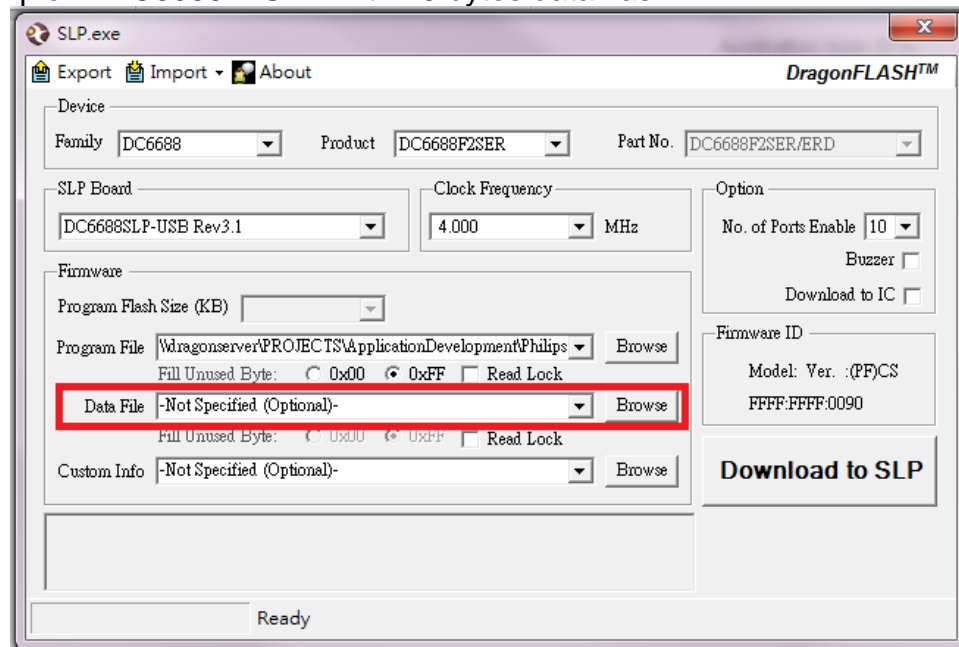 SLP.exe
Export Import About DragonFLASH™
Device
Family DC6688 Product DC6688F2SER Part No. DC6688F2SER/ERD
SLP Board Clock Frequency Option
DC6688SLP-USB Rev3.1 4.000 MHz No. of Ports Enable 10
Buzzer
Firmware
Download to IC
Program Flash Size (KB)
Firmware ID
Program File \\dragonserver\PROJECTS\ApplicationDevelopment\Philips Browse
Model: Ver. :(PF)CS
Fill Unused Byte: 0x00 0xFF Read Lock
Data File -Not Specified (Optional)- Browse
FFFF:FFFF:0090
Fill Unused Byte: 0x00 0xFF Read Lock
Custom Info -Not Specified (Optional)- Browse
Download to SLP
Ready